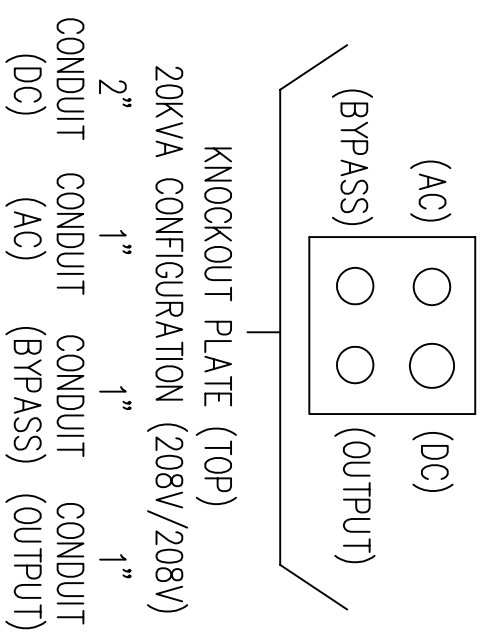 (AC) (DC)
(BYPASS) (OUTPUT)
KNOCKOUT PLATE (TOP)
20KVA CONFIGURATION (208V/208V)
2" 1" 1" 1"
CONDUIT CONDUIT CONDUIT CONDUIT
(DC) (AC) (BYPASS) (OUTPUT)